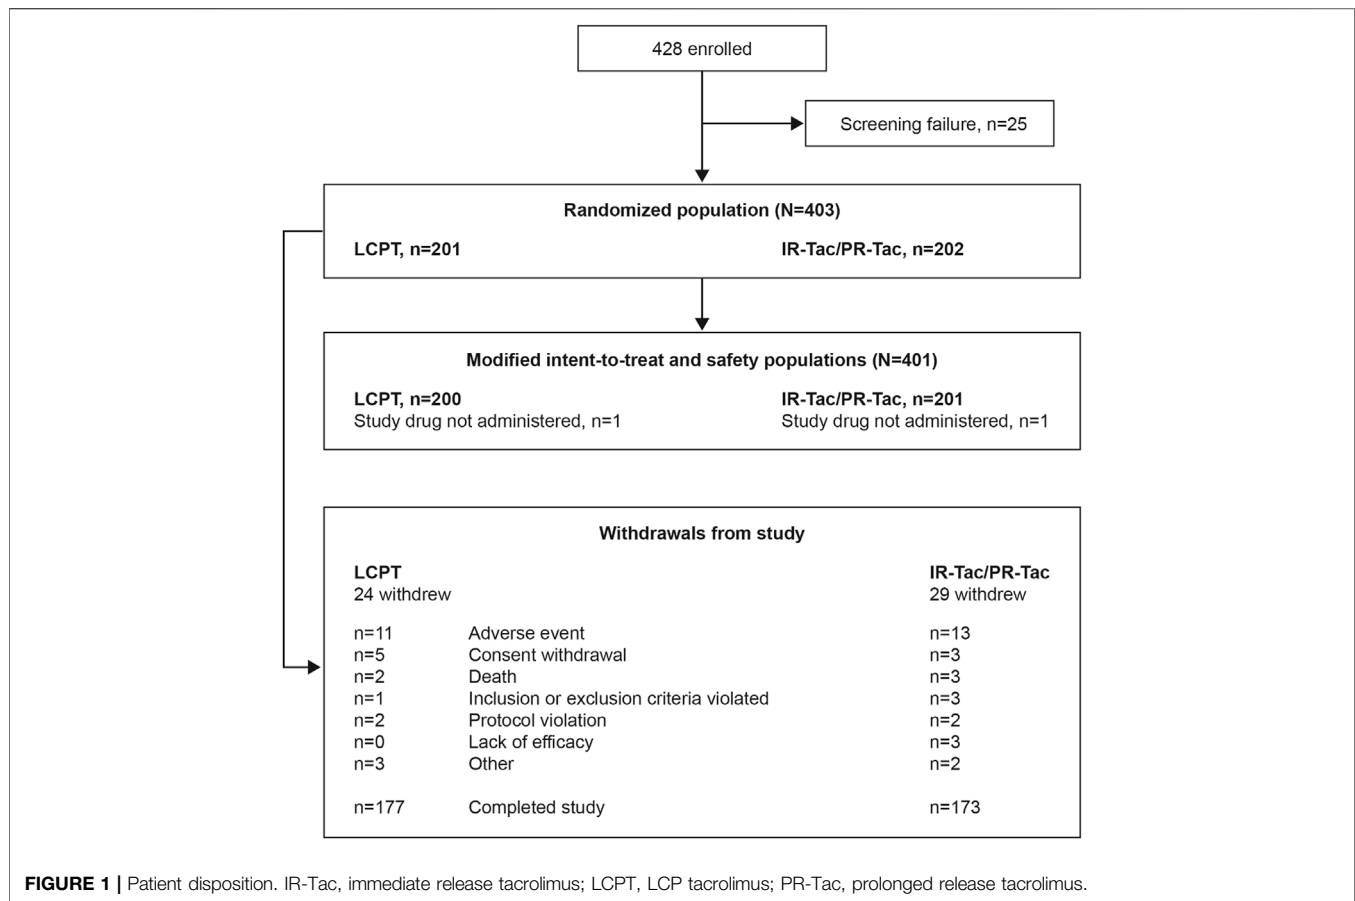 428 enrolled
Screening failure, n=25
Randomized population (N=403)
LCPT, n=201 IR-Tac/PR-Tac, n=202
Modified intent-to-treat and safety populations (N=401)
LCPT, n=200 IR-Tac/PR-Tac, n=201
Study drug not administered, n=1 Study drug not administered, n=1
Withdrawals from study
LCPT IR-Tac/PR-Tac
24 withdrew 29 withdrew
n=11 Adverse event n=13
n=5 Consent withdrawal n=3
n=2 Death n=3
n=1 Inclusion or exclusion criteria violated n=3
n=2 Protocol violation n=2
n=0 Lack of efficacy n=3
n=3 Other n=2
n=177 Completed study n=173
FIGURE 1 | Patient disposition. IR-Tac, immediate release tacrolimus; LCPT, LCP tacrolimus; PR-Tac, prolonged release tacrolimus.